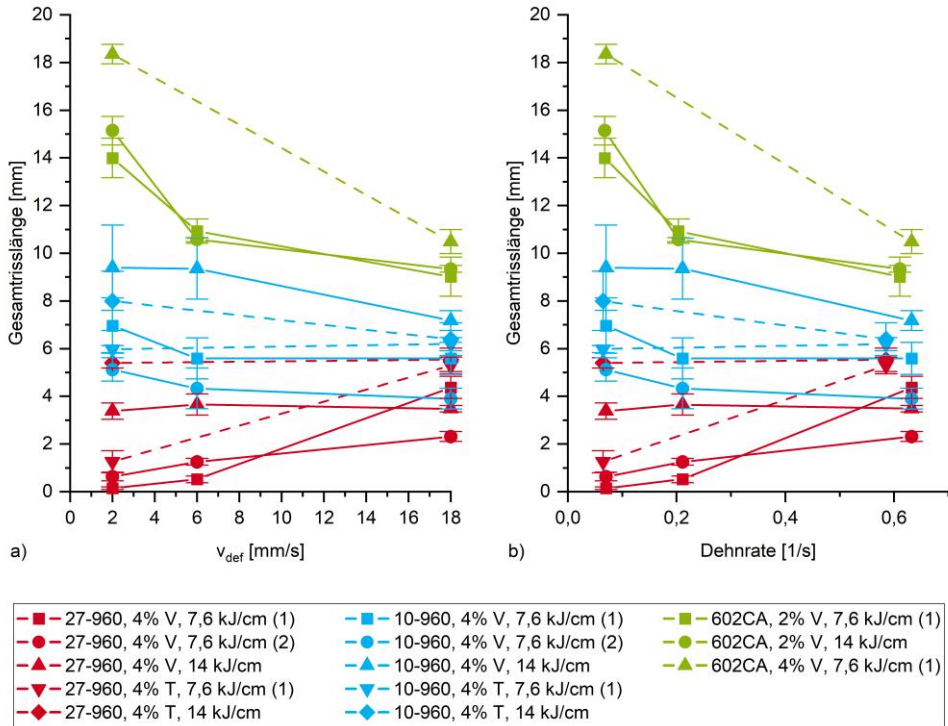 20
18
16
14
12
10
8
6
4
2
0
Gesamtrisslänge [mm]
0 2 4 6 8 10 12 14 16 18
a)
v_def [mm/s]
20
18
16
14
12
10
8
6
4
2
0
Gesamtrisslänge [mm]
0,0 0,2 0,4 0,6
b)
Dehnrate [1/s]
27-960, 4% V, 7,6 kJ/cm (1)
27-960, 4% V, 7,6 kJ/cm (2)
27-960, 4% V, 14 kJ/cm
27-960, 4% T, 7,6 kJ/cm (1)
27-960, 4% T, 14 kJ/cm
10-960, 4% V, 7,6 kJ/cm (1)
10-960, 4% V, 7,6 kJ/cm (2)
10-960, 4% V, 14 kJ/cm
10-960, 4% T, 7,6 kJ/cm (1)
10-960, 4% T, 14 kJ/cm
602CA, 2% V, 7,6 kJ/cm (1)
602CA, 2% V, 14 kJ/cm
602CA, 4% V, 7,6 kJ/cm (1)